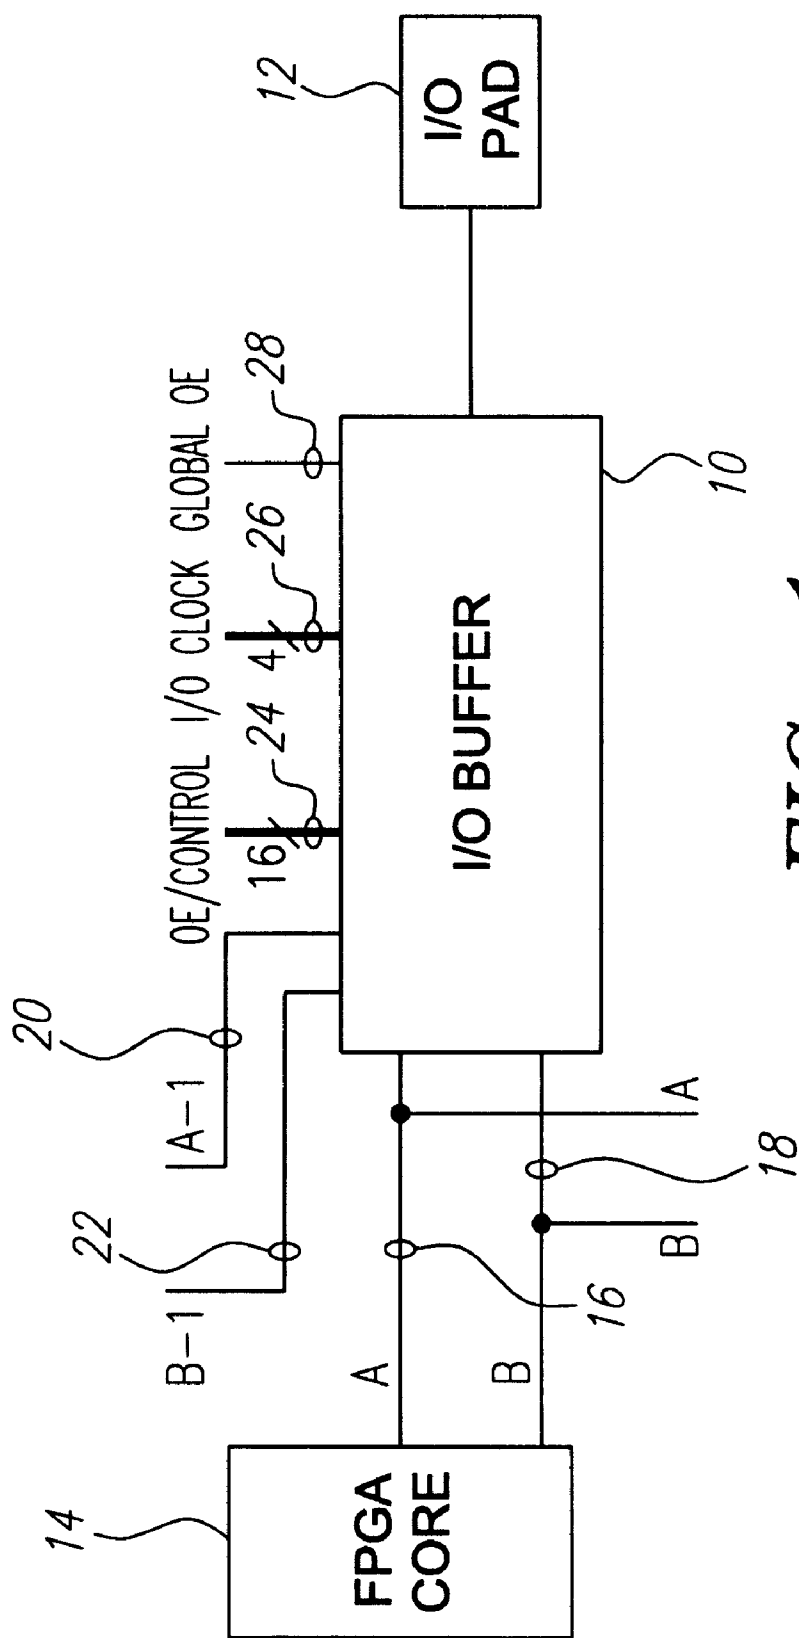 20
22
B-1
A-1
OE/CONTROL I/O CLOCK GLOBAL OE
16
24
4
26
28
12
I/O
PAD
14
FPGA
CORE
A
B
I/O BUFFER
16
B
A
18
10